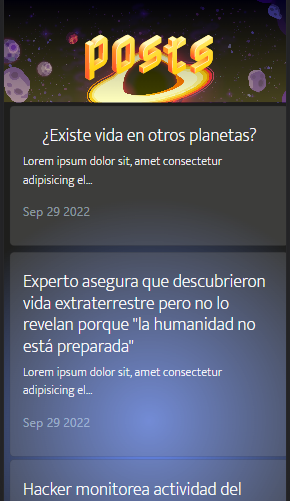 posts
¿Existe vida en otros planetas?
Lorem ipsum dolor sit, amet consectetur
adipisicing el...
Sep 29 2022
Experto asegura que descubrieron
vida extraterrestre pero no lo
revelan porque "la humanidad no
está preparada"
Lorem ipsum dolor sit, amet consectetur
adipisicing el...
Sep 29 2022
Hacker monitorea actividad del